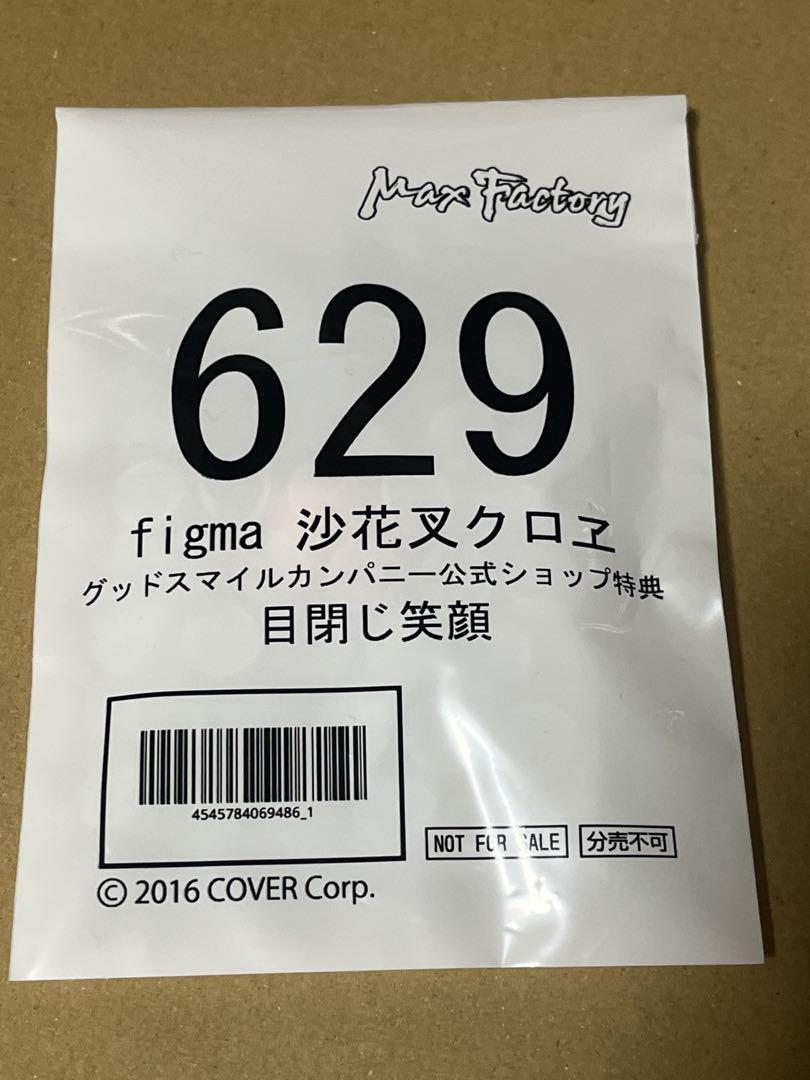 Max Factory
629
figma 沙花叉クロヱ
グッドスマイルカンパニー公式ショップ特典
目閉じ笑顔
4545784069486_1
NOT FOR SALE 分売不可
© 2016 COVER Corp.